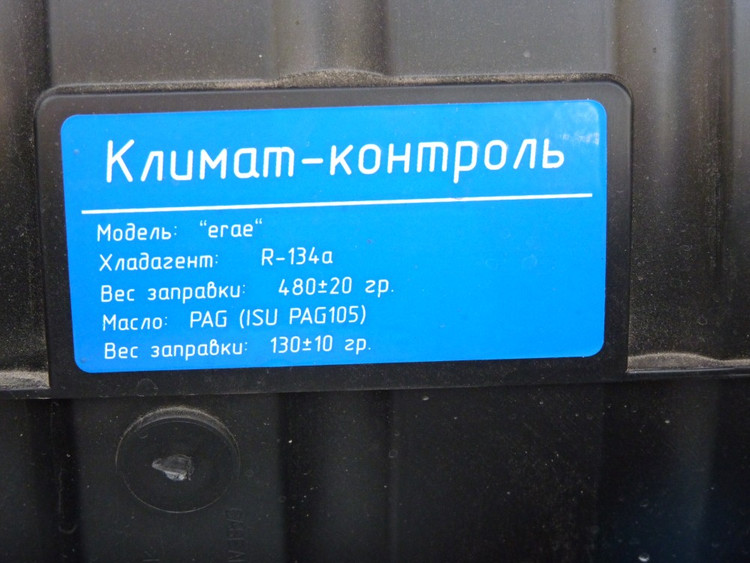 Климат-контроль
Модель: “erae“
Хладагент: R-134a
Вес заправки: 480±20 гр.
Масло: PAG (ISU PAG105)
Вес заправки: 130±10 гр.